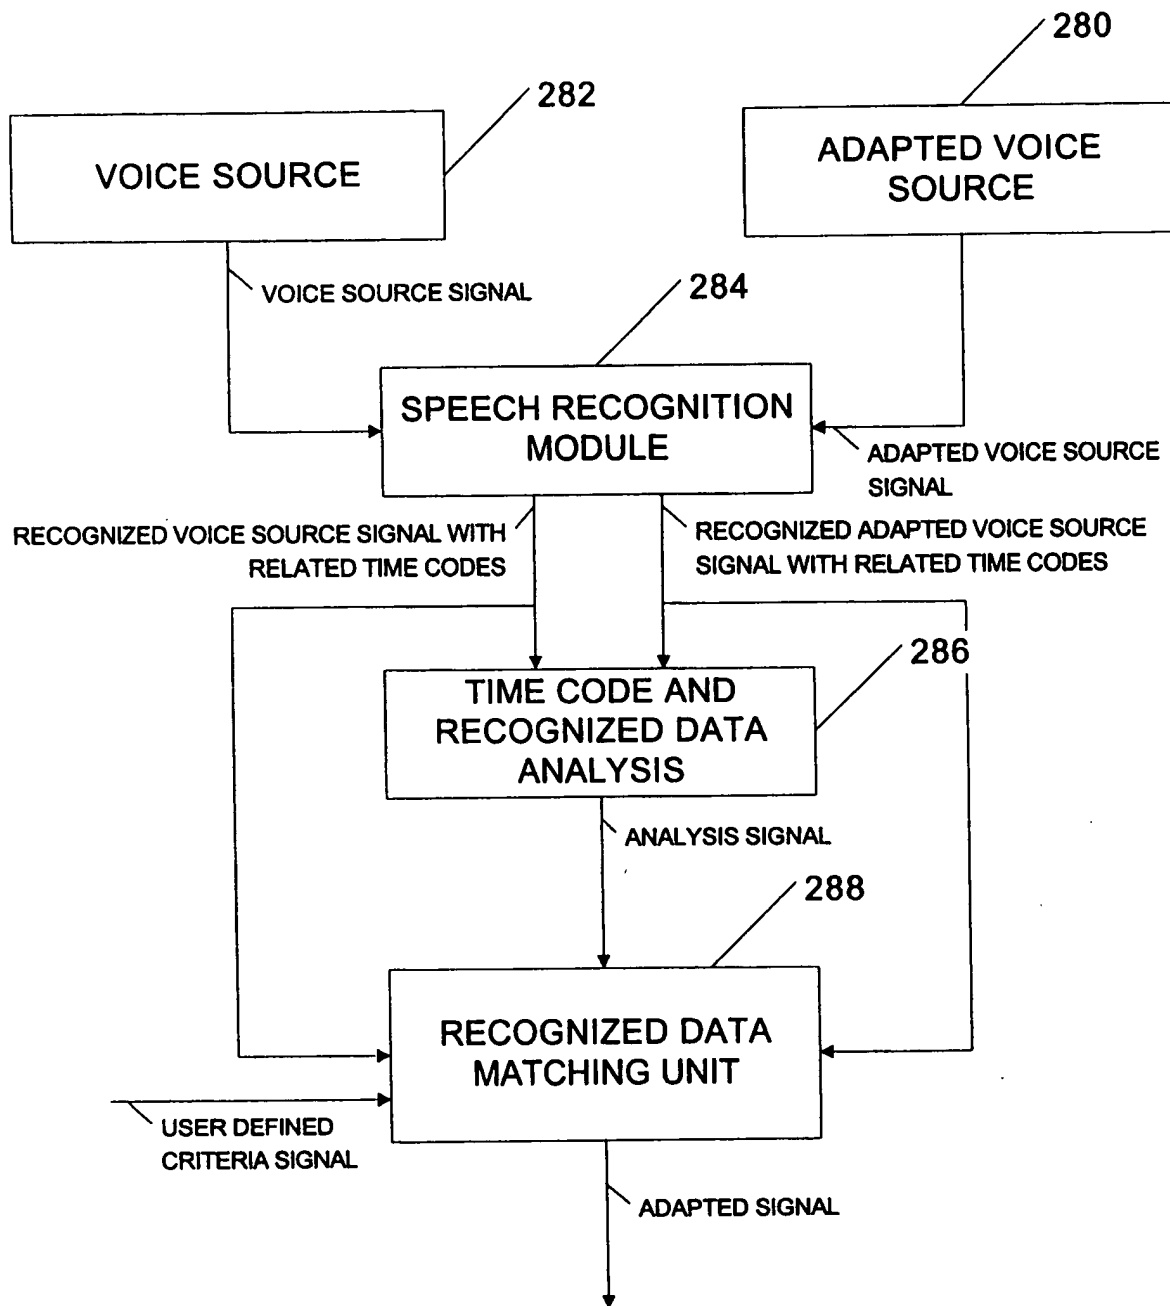 280
282
VOICE SOURCE
ADAPTED VOICE
SOURCE
VOICE SOURCE SIGNAL
284
SPEECH RECOGNITION
MODULE
ADAPTED VOICE SOURCE
SIGNAL
RECOGNIZED VOICE SOURCE SIGNAL WITH
RELATED TIME CODES
RECOGNIZED ADAPTED VOICE SOURCE
SIGNAL WITH RELATED TIME CODES
286
TIME CODE AND
RECOGNIZED DATA
ANALYSIS
ANALYSIS SIGNAL
288
RECOGNIZED DATA
MATCHING UNIT
USER DEFINED
CRITERIA SIGNAL
ADAPTED SIGNAL